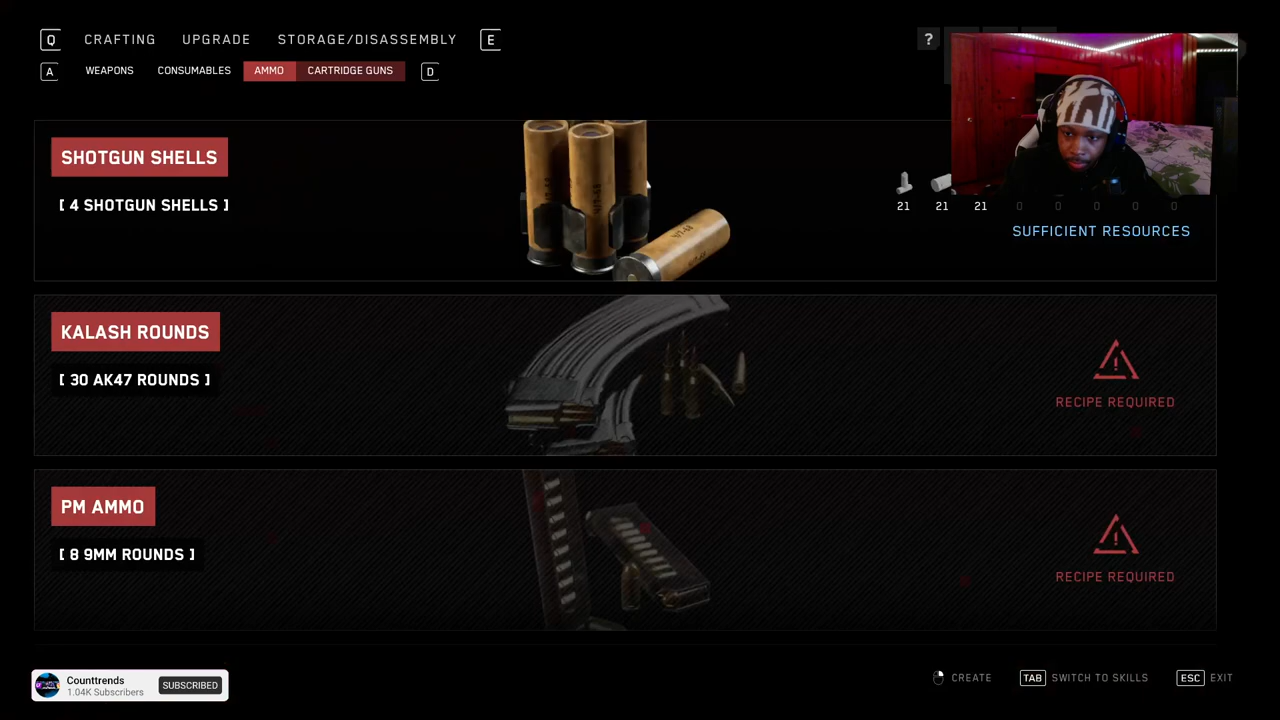 Q CRAFTING UPGRADE STORAGE/DISASSEMBLY E
?
A WEAPONS CONSUMABLES AMMO CARTRIDGE GUNS D
SHOTGUN SHELLS
[ 4 SHOTGUN SHELLS ]
21 21 21 0 0 0 0 0
SUFFICIENT RESOURCES
KALASH ROUNDS
[ 30 AK47 ROUNDS ]
RECIPE REQUIRED
PM AMMO
[ 8 9MM ROUNDS ]
RECIPE REQUIRED
Counttrends
1.04K Subscribers
SUBSCRIBED
CREATE TAB SWITCH TO SKILLS ESC EXIT